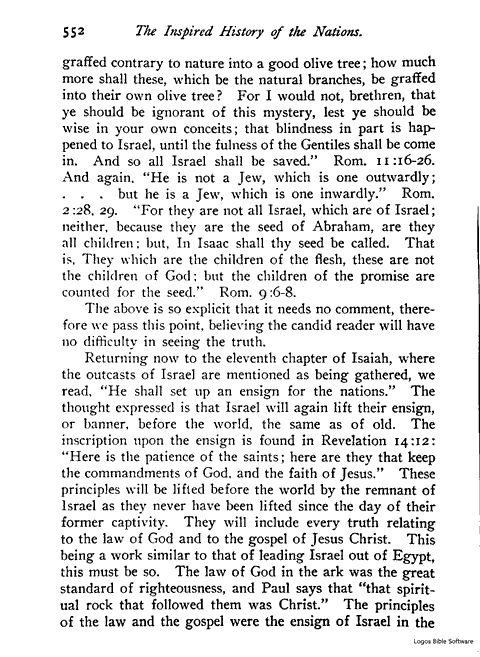 552 The Inspired History of the Nations.
graffed contrary to nature into a good olive tree; how much
more shall these, which be the natural branches, be graffed
into their own olive tree? For I would not, brethren, that
ye should be ignorant of this mystery, lest ye should be
wise in your own conceits; that blindness in part is hap-
pened to Israel, until the fulness of the Gentiles shall be come
in. And so all Israel shall be saved." Rom. 11:16-26.
And again, "He is not a Jew, which is one outwardly;
. . . but he is a Jew, which is one inwardly." Rom.
2:28, 29. "For they are not all Israel, which are of Israel;
neither, because they are the seed of Abraham, are they
all children: but, In Isaac shall thy seed be called. That
is, They which are the children of the flesh, these are not
the children of God: but the children of the promise are
counted for the seed." Rom. 9:6-8.
The above is so explicit that it needs no comment, there-
fore we pass this point, believing the candid reader will have
no difficulty in seeing the truth.
Returning now to the eleventh chapter of Isaiah, where
the outcasts of Israel are mentioned as being gathered, we
read, "He shall set up an ensign for the nations." The
thought expressed is that Israel will again lift their ensign,
or banner, before the world, the same as of old. The
inscription upon the ensign is found in Revelation 14:12:
"Here is the patience of the saints; here are they that keep
the commandments of God, and the faith of Jesus." These
principles will be lifted before the world by the remnant of
Israel as they never have been lifted since the day of their
former captivity. They will include every truth relating
to the law of God and to the gospel of Jesus Christ. This
being a work similar to that of leading Israel out of Egypt,
this must be so. The law of God in the ark was the great
standard of righteousness, and Paul says that "that spirit-
ual rock that followed them was Christ." The principles
of the law and the gospel were the ensign of Israel in the
Logos Bible Software